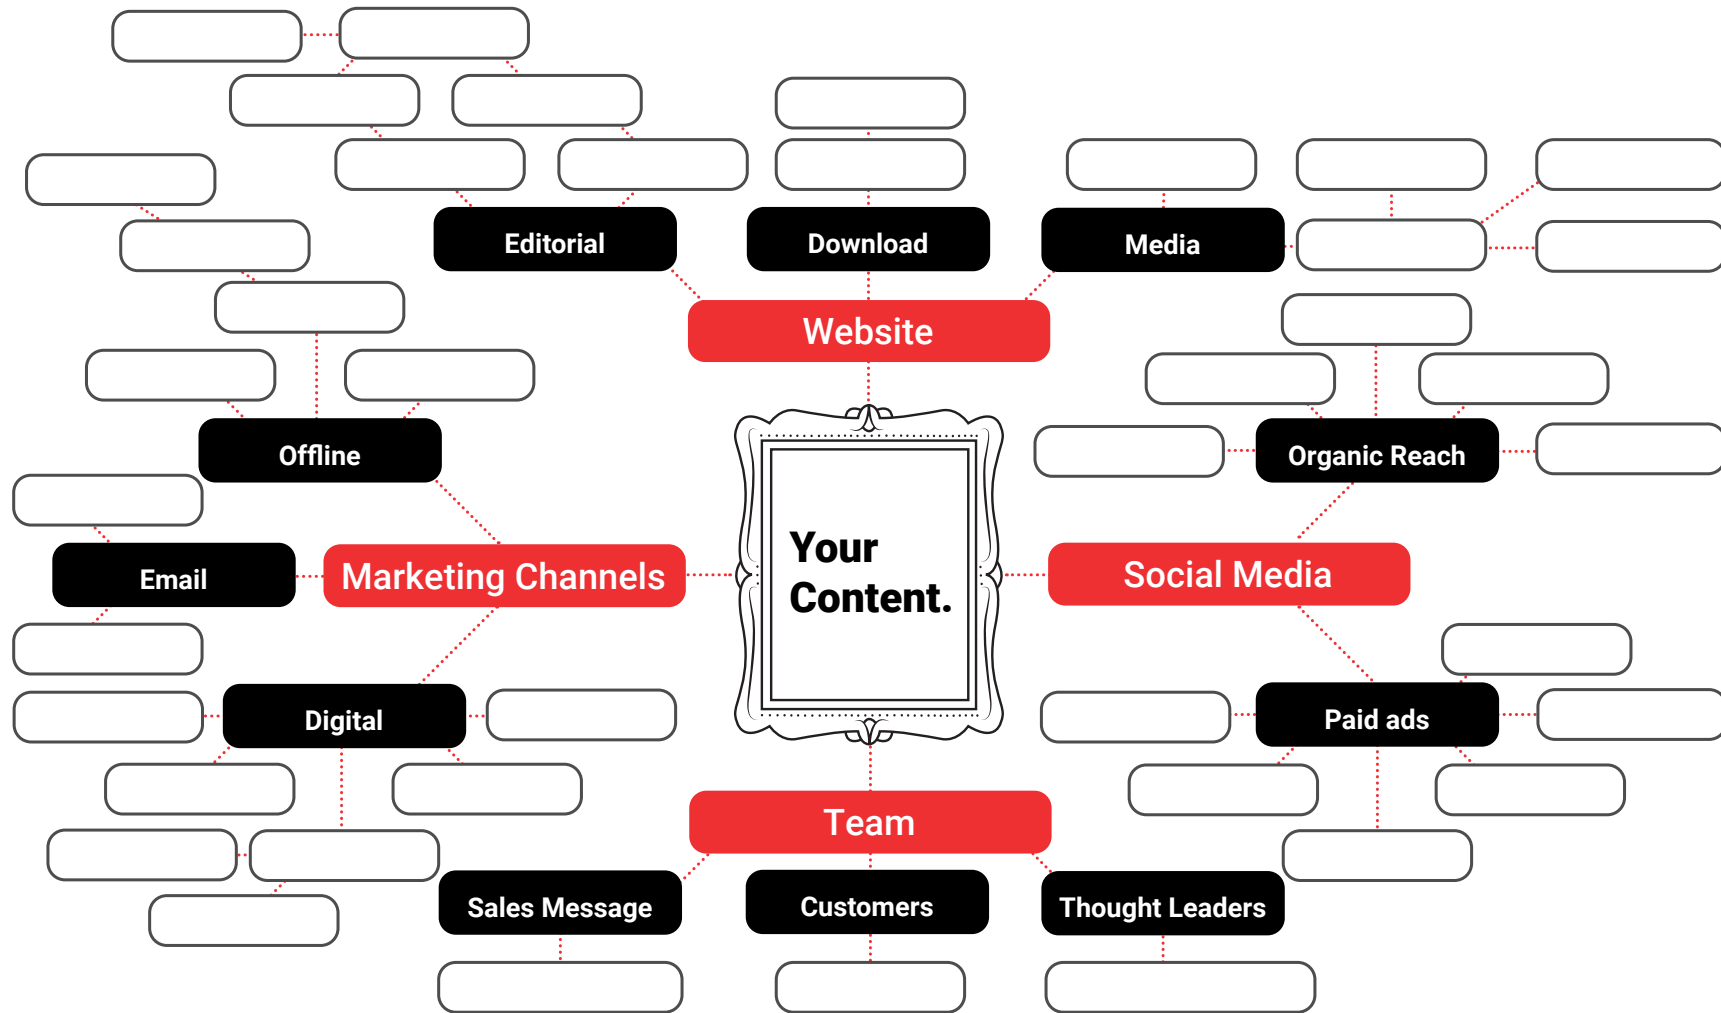 Editorial
Download
Media
Website
Offline
Organic Reach
Your
Content.
Email
Marketing Channels
Social Media
Digital
Paid ads
Team
Sales Message
Customers
Thought Leaders